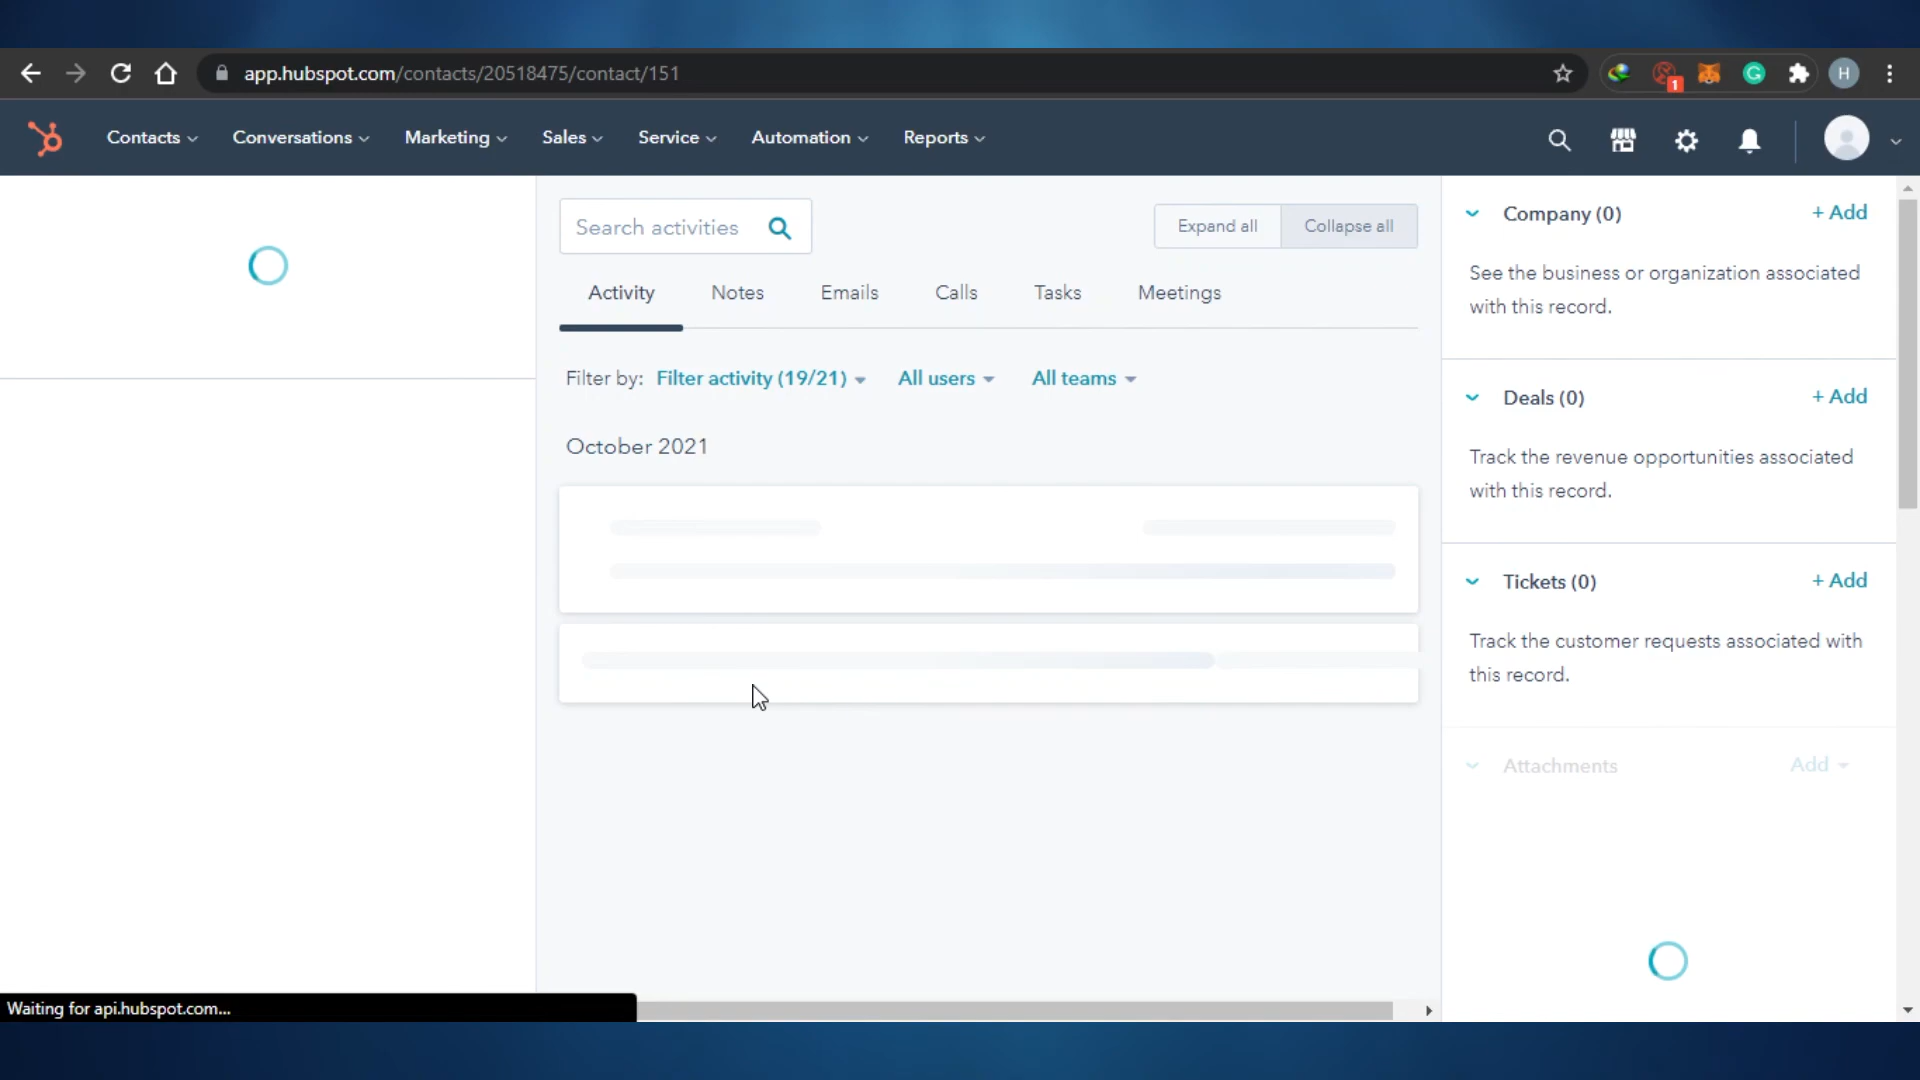 app.hubspot.com/contacts/20518475/contact/151
1
H
Contacts
Conversations
Marketing
Sales
Service
Automation
Reports
Search activities
Expand all
Collapse all
Activity
Notes
Emails
Calls
Tasks
Meetings
Filter by:
Filter activity (19/21)
All users
All teams
October 2021
Company (0)
+ Add
See the business or organization associated
with this record.
Deals (0)
+ Add
Track the revenue opportunities associated
with this record.
Tickets (0)
+ Add
Track the customer requests associated with
this record.
Attachments
Add
Waiting for api.hubspot.com...